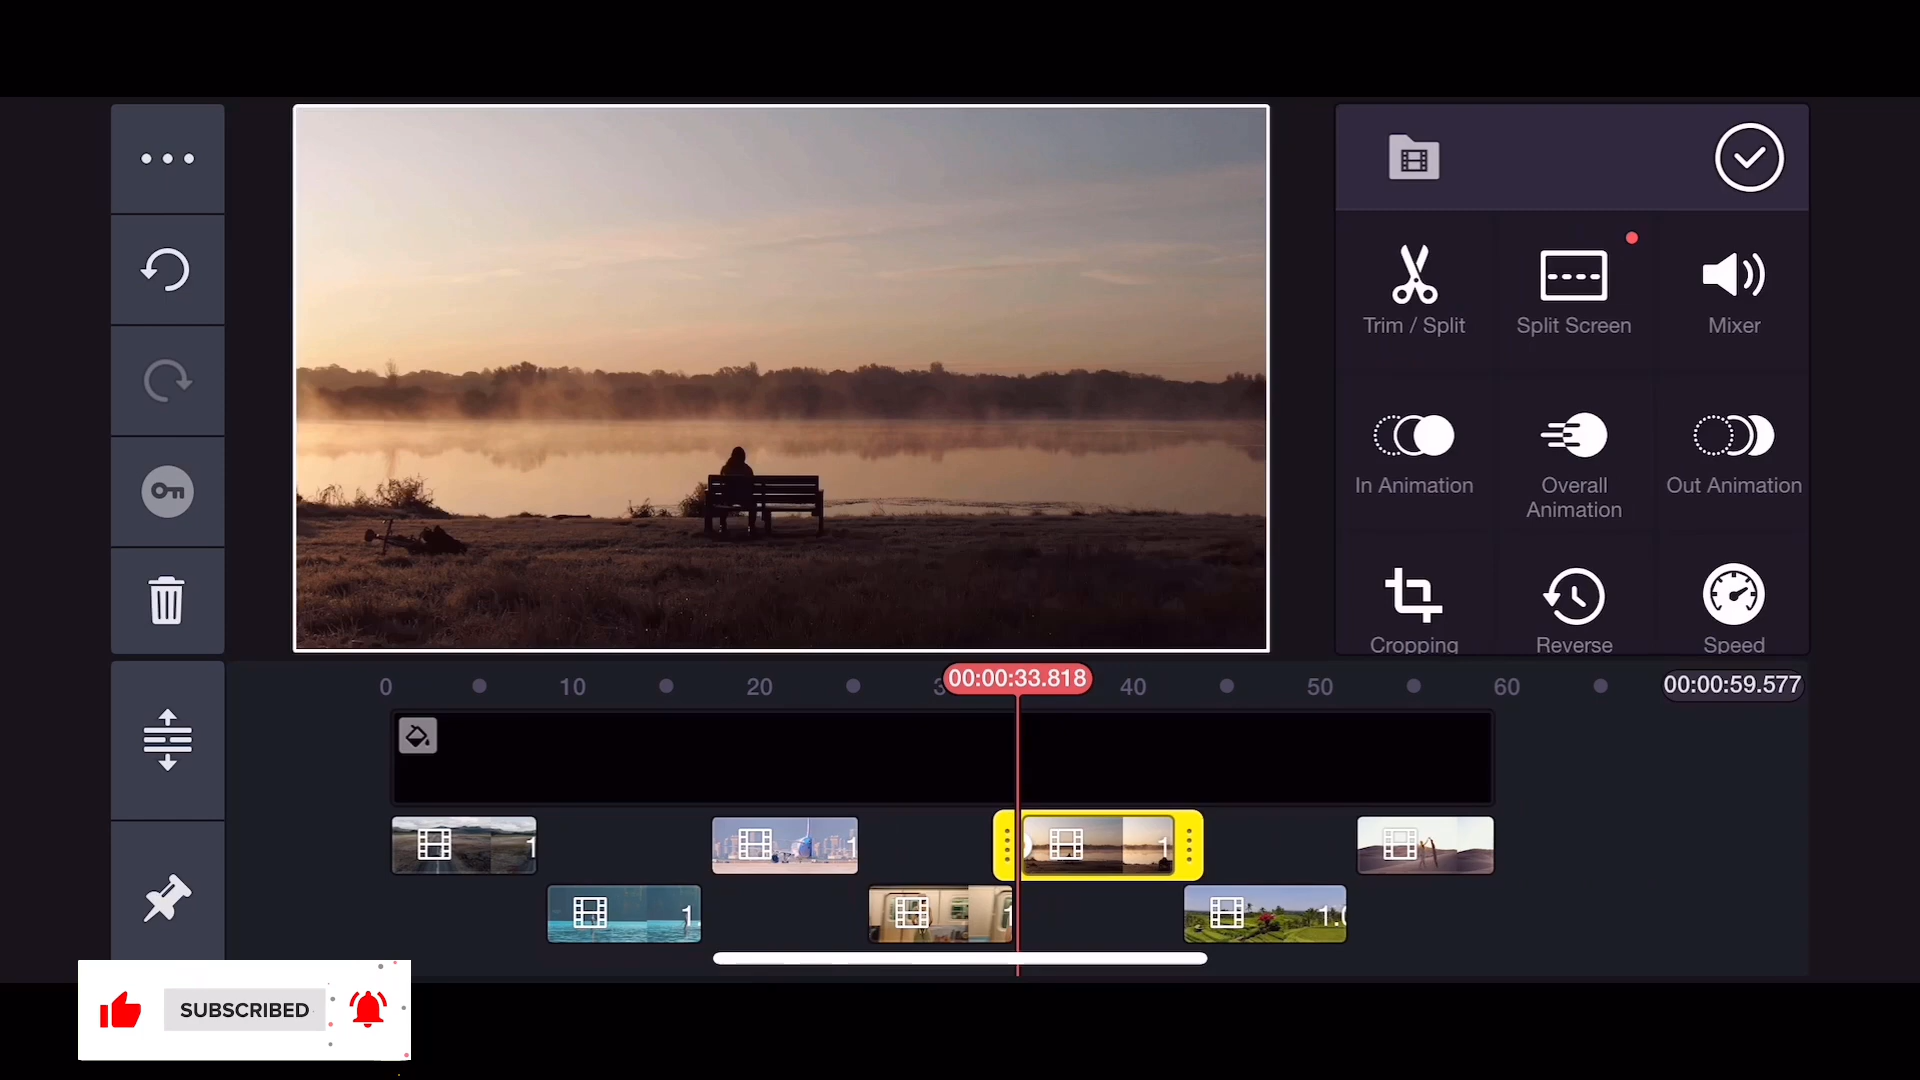 Trim / Split
Split Screen
Mixer
In Animation
Overall
Animation
Out Animation
Cropping
Reverse
Speed
0
10
20
00:00:33.818
40
50
60
00:00:59.577
SUBSCRIBED